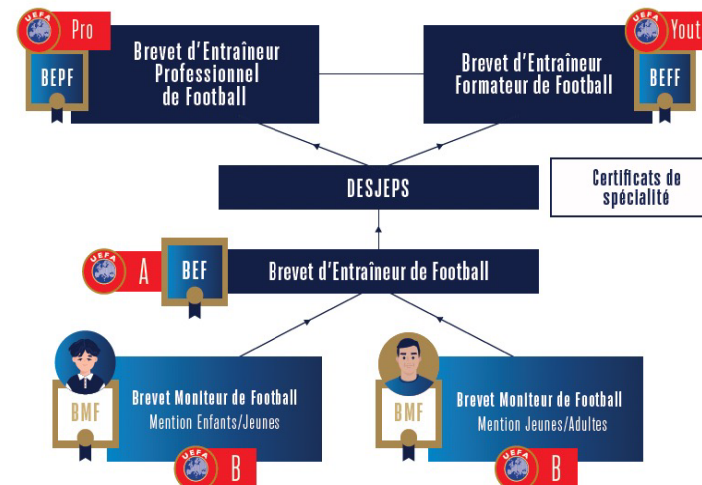 UEFA
Pro
BEPF
Brevet d'Entraîneur
Professionnel
de Football
Brevet d'Entraîneur
Formateur de Football
UEFA
Yout
BEFF
DESJEPS
Certificats de
spécialité
UEFA
A
BEF
Brevet d'Entraîneur de Football
BMF
Brevet Moniteur de Football
Mention Enfants/Jeunes
UEFA
B
BMF
Brevet Moniteur de Football
Mention Jeunes/Adultes
UEFA
B